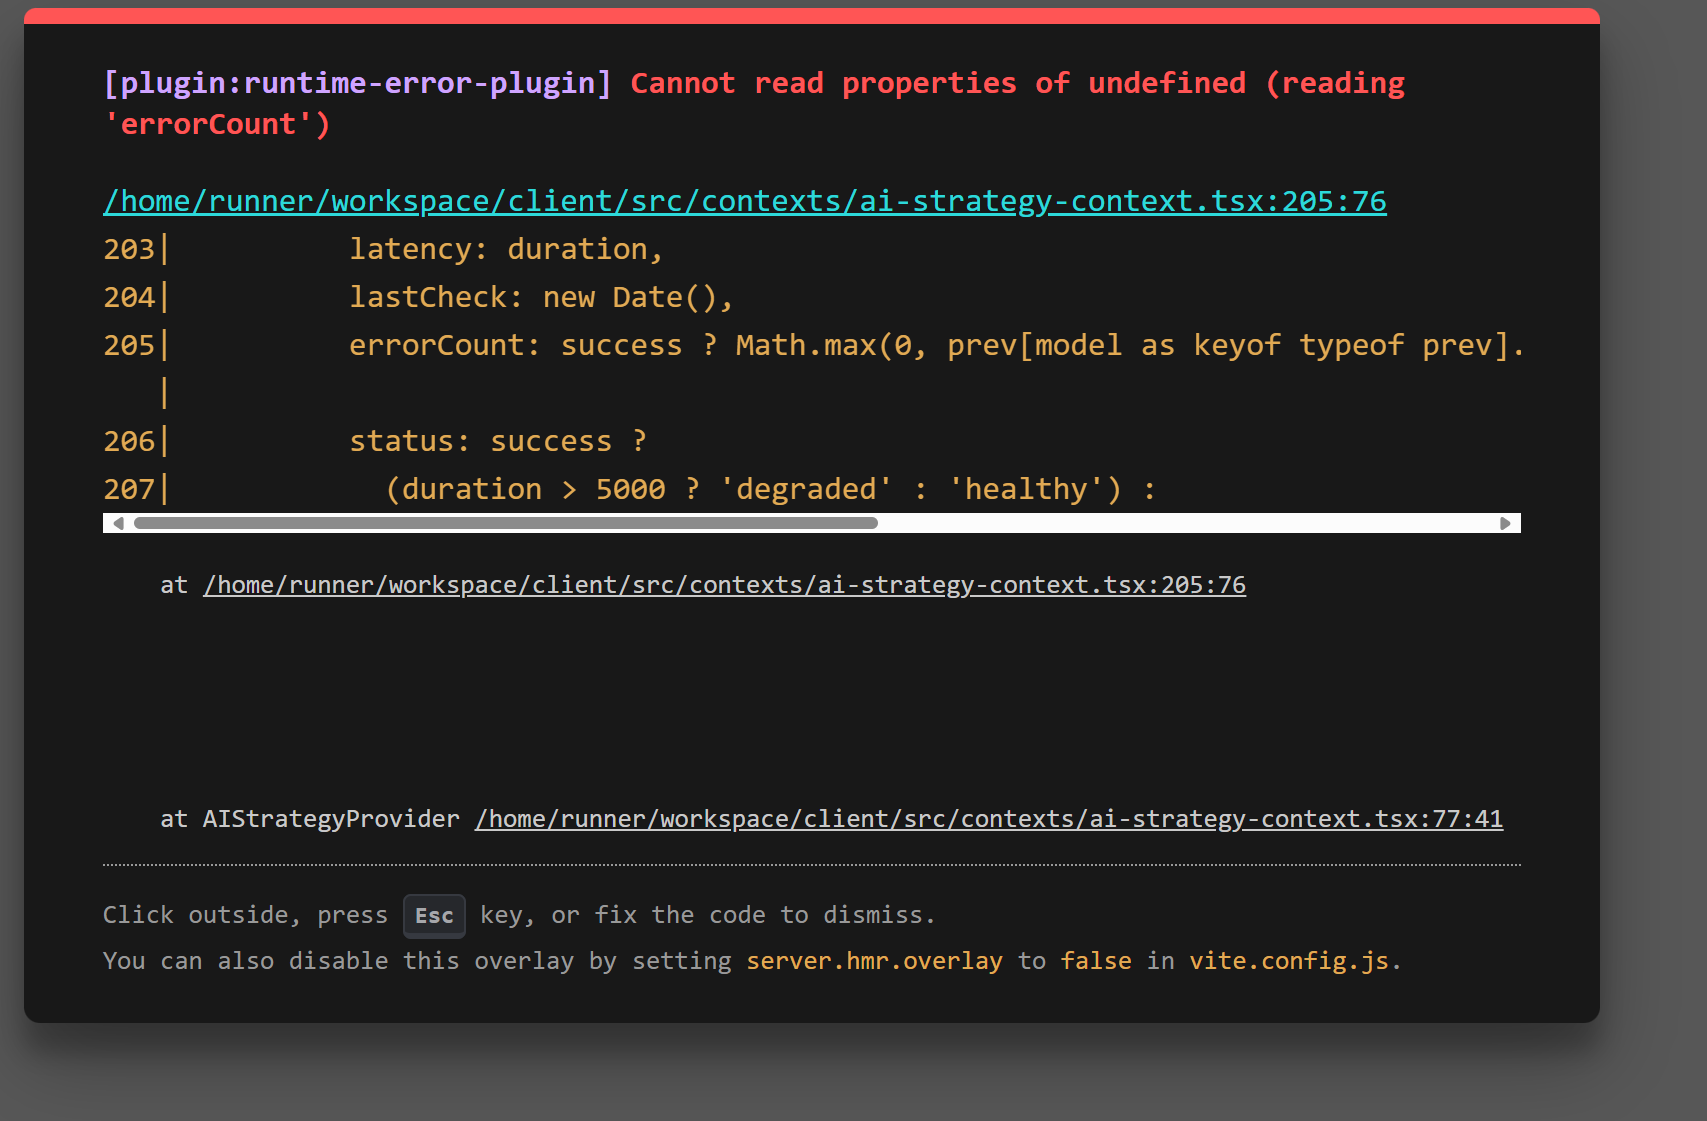 [plugin:runtime-error-plugin] Cannot read properties of undefined (reading
'errorCount')
/home/runner/workspace/client/src/contexts/ai-strategy-context.tsx:205:76
203|          latency: duration,
204|          lastCheck: new Date(),
205|          errorCount: success ? Math.max(0, prev[model as keyof typeof prev].
   |
206|          status: success ?
207|            (duration > 5000 ? 'degraded' : 'healthy') :
at /home/runner/workspace/client/src/contexts/ai-strategy-context.tsx:205:76
at AIStrategyProvider /home/runner/workspace/client/src/contexts/ai-strategy-context.tsx:77:41
Click outside, press Esc key, or fix the code to dismiss.
You can also disable this overlay by setting server.hmr.overlay to false in vite.config.js.